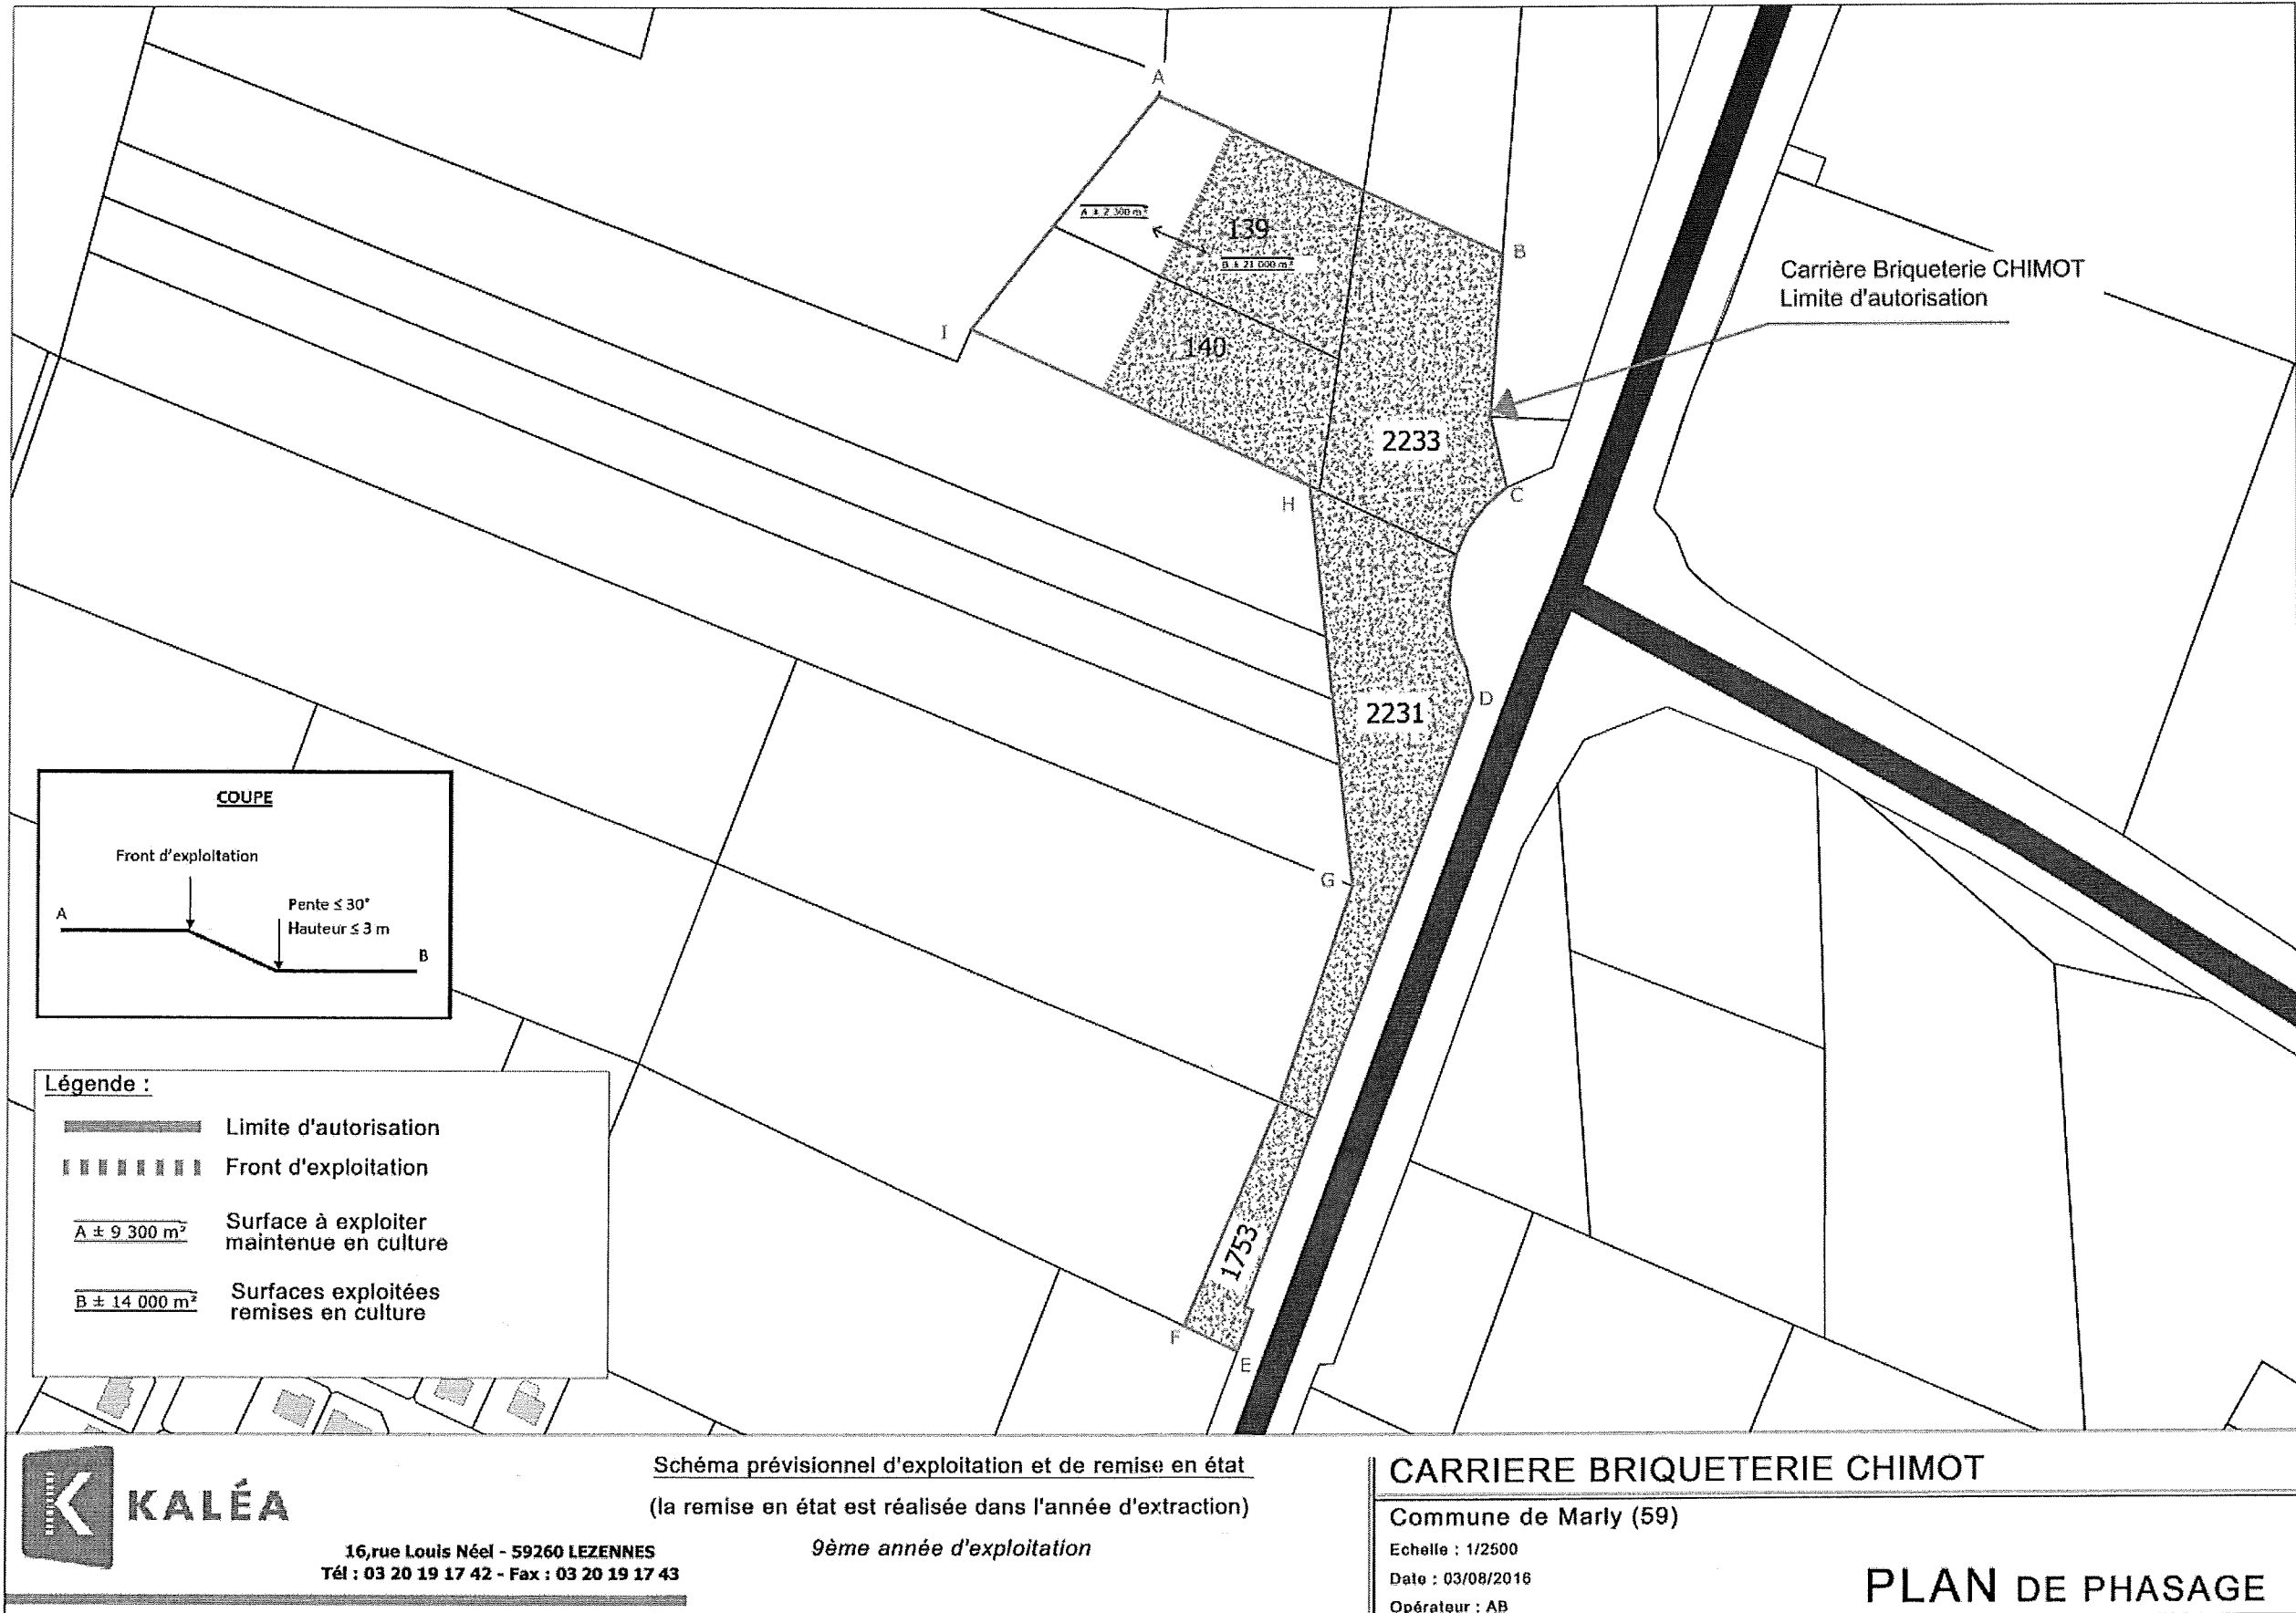 A
A ± 2 300 m²
139
B
B ± 21 000 m²
Carrière Briqueterie CHIMOT
Limite d'autorisation
I
140
2233
C
H
D
2231
COUPE
Front d'exploitation
G
Pente ≤ 30°
A
Hauteur ≤ 3 m
B
Légende :
Limite d'autorisation
Front d'exploitation
A ± 9 300 m²
Surface à exploiter
maintenue en culture
1753
B ± 14 000 m²
Surfaces exploitées
remises en culture
F
E
KALÉA
16,rue Louis Néel - 59260 LEZENNES
Tél : 03 20 19 17 42 - Fax : 03 20 19 17 43
Schéma prévisionnel d'exploitation et de remise en état
(la remise en état est réalisée dans l'année d'extraction)
9ème année d'exploitation
CARRIERE BRIQUETERIE CHIMOT
Commune de Marly (59)
Echelle : 1/2500
Date : 03/08/2016
Opérateur : AB
PLAN DE PHASAGE